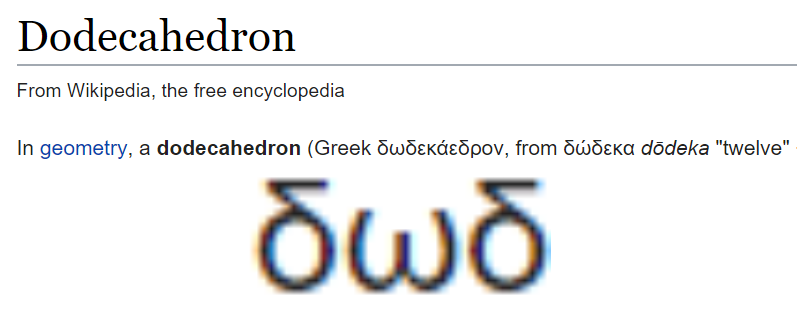 Dodecahedron
From Wikipedia, the free encyclopedia
In geometry, a dodecahedron (Greek δωδεκάεδρον, from δώδεκα dōdeka "twelve"
δωδ